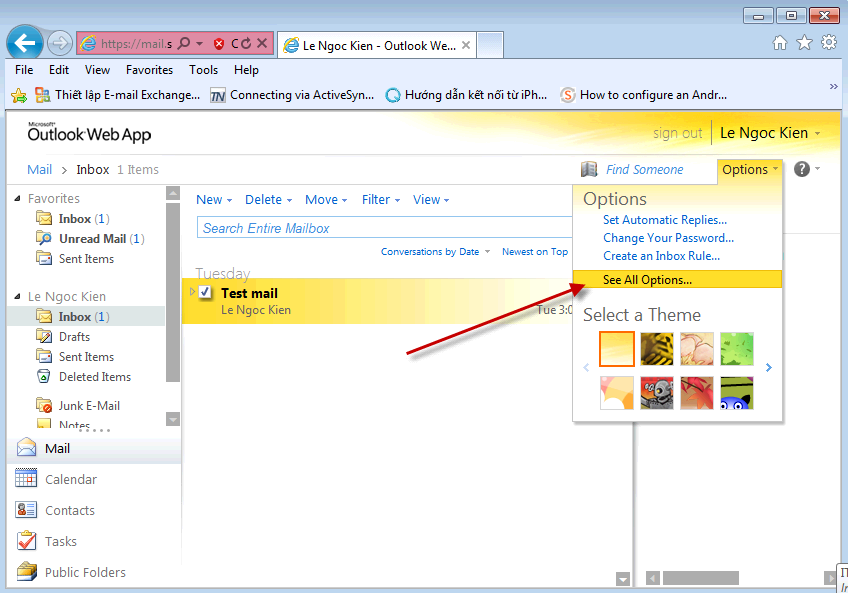 https://mail.s
Le Ngoc Kien - Outlook We...
File Edit View Favorites Tools Help
Thiết lập E-mail Exchange... Connecting via ActiveSyn... Hướng dẫn kết nối từ iPh... How to configure an Andr...
Microsoft®
Outlook Web App
sign out Le Ngoc Kien
Mail > Inbox 1 Items
Find Someone
Options
Favorites
Inbox (1)
Unread Mail (1)
Sent Items
Le Ngoc Kien
Inbox (1)
Drafts
Sent Items
Deleted Items
Junk E-Mail
Notes
Mail
Calendar
Contacts
Tasks
Public Folders
New Delete Move Filter View
Search Entire Mailbox
Conversations by Date Newest on Top
Tuesday
Test mail
Le Ngoc Kien
Tue 3:0
Options
Set Automatic Replies...
Change Your Password...
Create an Inbox Rule...
See All Options...
Select a Theme